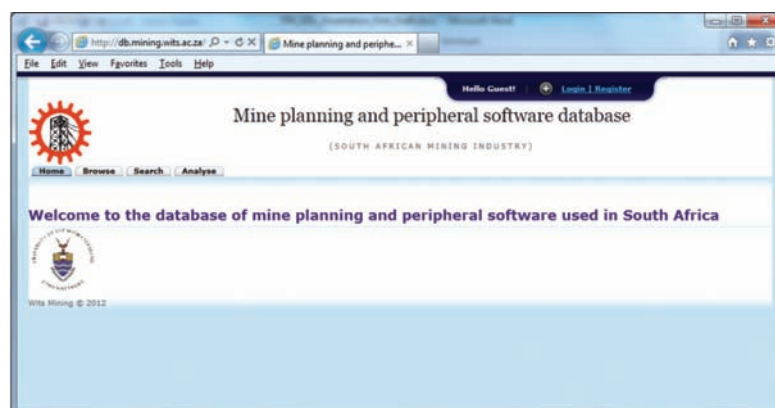 http://db.mining.wits.ac.za/
Mine planning and periphe...
File Edit View Favorites Tools Help
Hello Guest! Login | Register
Mine planning and peripheral software database
(SOUTH AFRICAN MINING INDUSTRY)
Home Browse Search Analyse
Welcome to the database of mine planning and peripheral software used in South Africa
Wits Mining © 2012